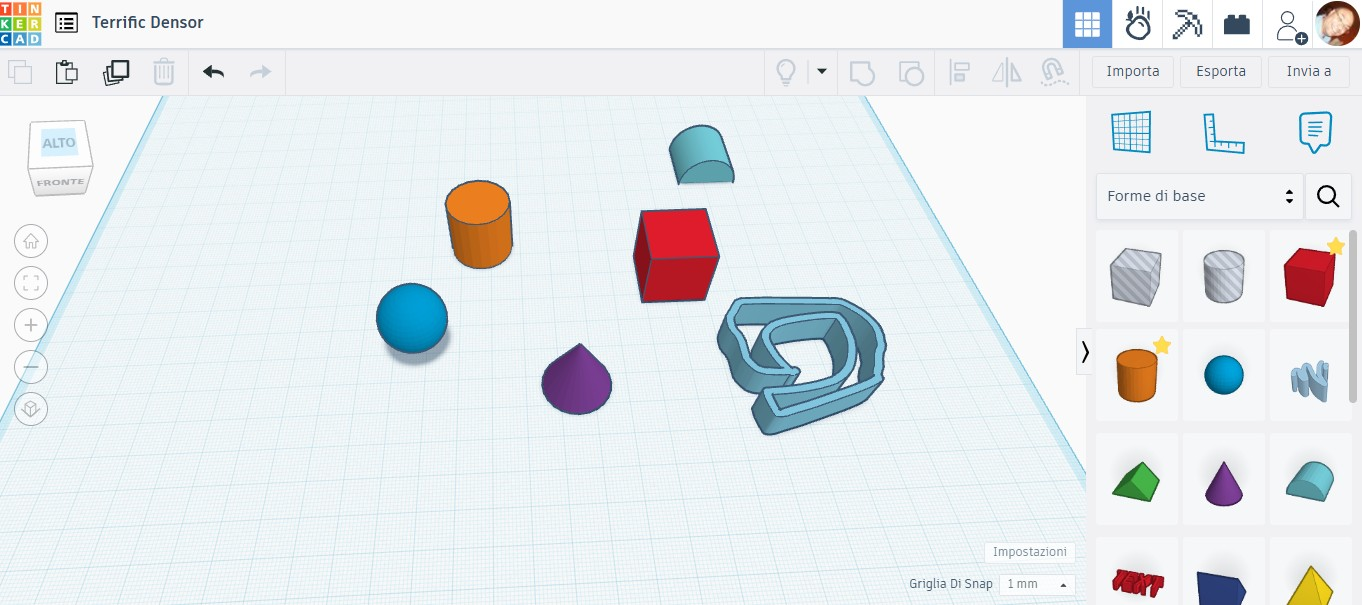 TIN
KER
CAD
Terrific Densor
Importa
Esporta
Invia a
ALTO
FRONTE
Forme di base
TEXT
Impostazioni
Griglia Di Snap
1 mm